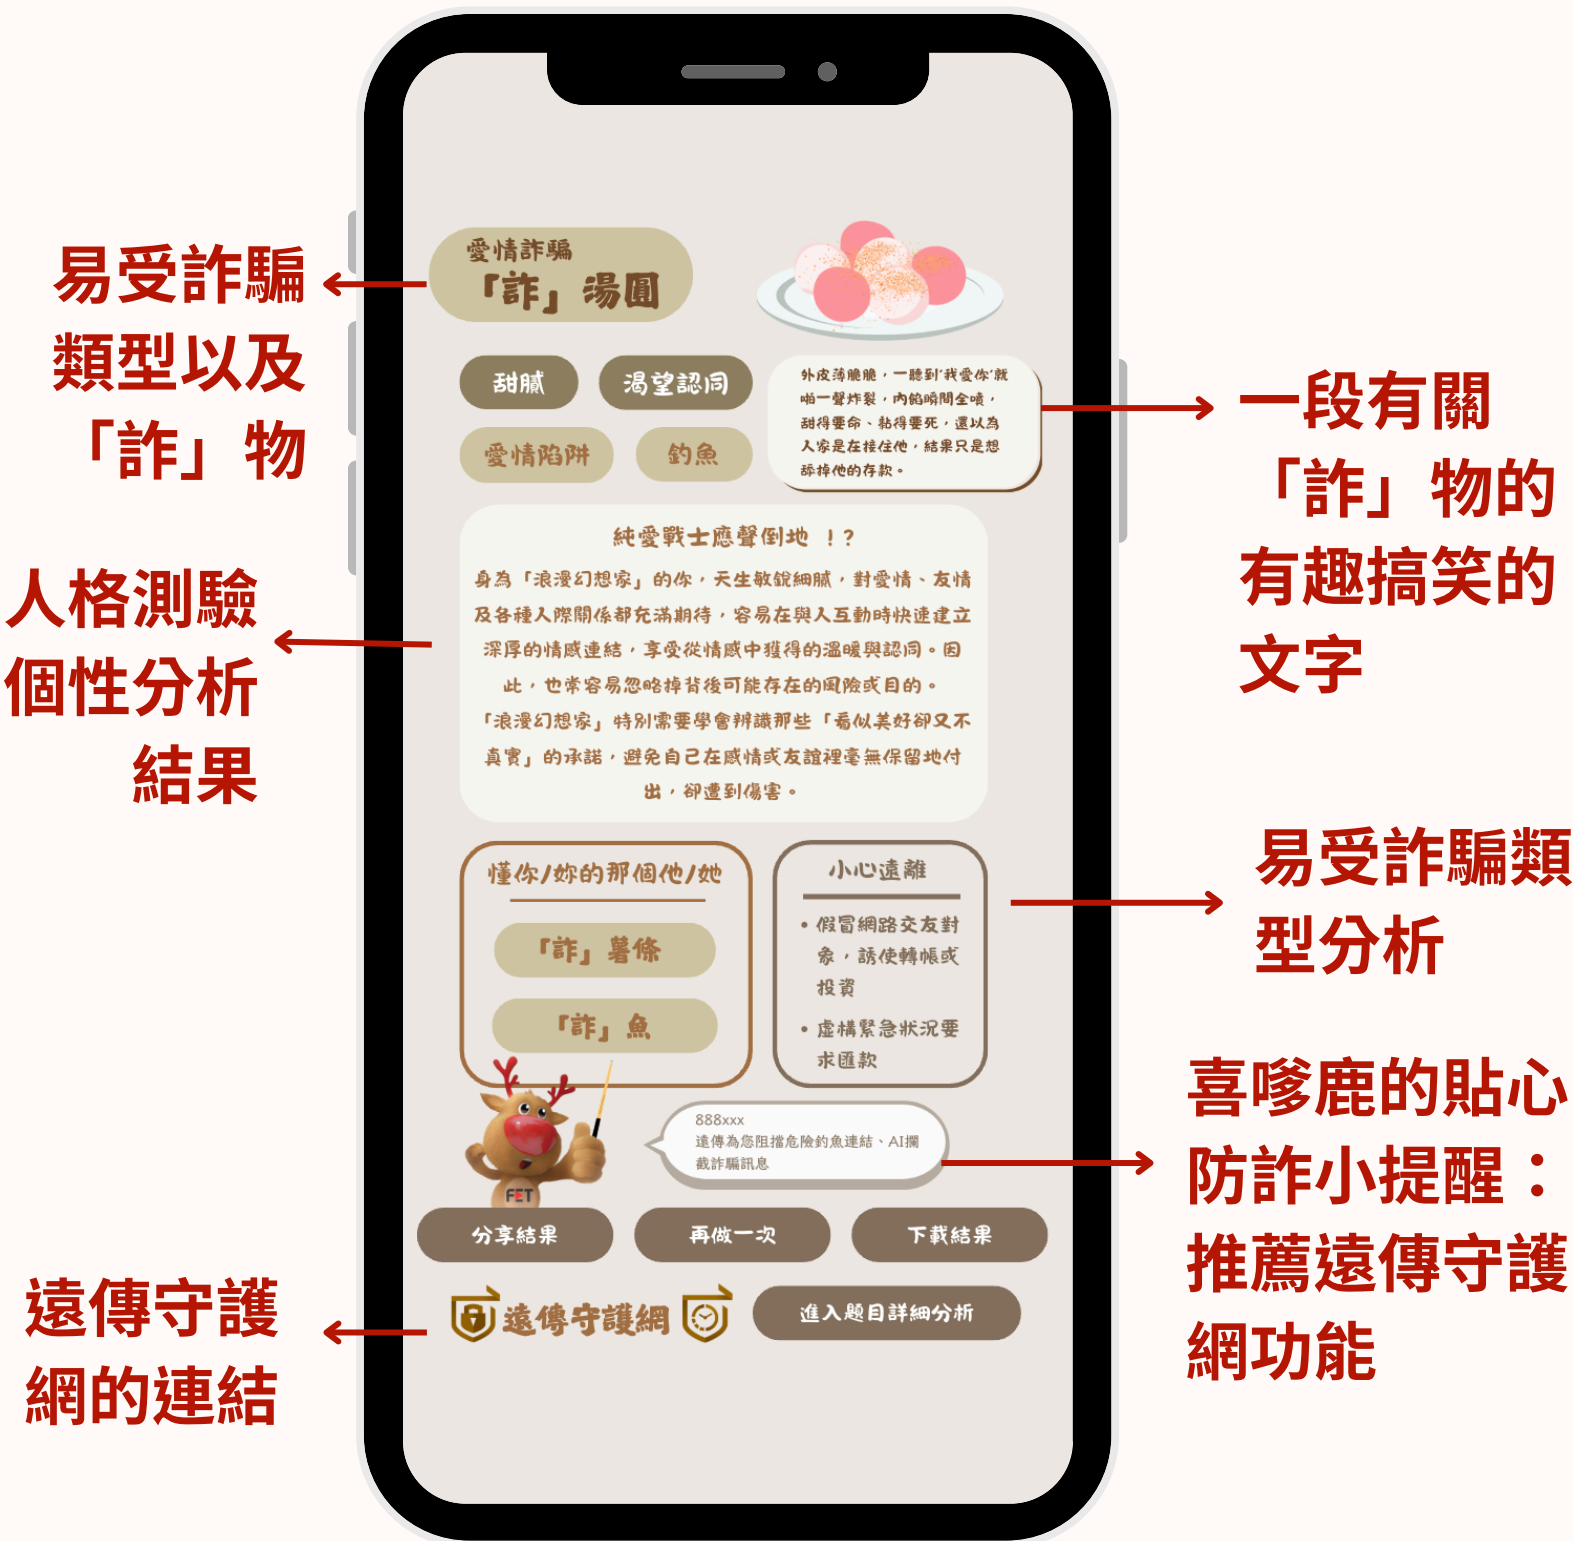 易受詐騙
類型以及
「詐」物
人格測驗
個性分析
結果
遠傳守護
網的連結
愛情詐騙
「詐」湯圓
甜膩
渴望認同
愛情陷阱
釣魚
外皮薄脆脆，一聽到‘我愛你’就
啪一聲炸裂，內餡瞬間全噴，
甜得要命、黏得要死，還以為
人家是在接住他，結果只是想
舔掉他的存款。
純愛戰士應聲倒地 ！？
身為「浪漫幻想家」的你，天生敏銳細膩，對愛情、友情
及各種人際關係都充滿期待，容易在與人互動時快速建立
深厚的情感連結，享受從情感中獲得的溫暖與認同。因
此，也常容易忽略掉背後可能存在的風險或目的。
「浪漫幻想家」特別需要學會辨識那些「看似美好卻又不
真實」的承諾，避免自己在感情或友誼裡毫無保留地付
出，卻遭到傷害。
懂你/妳的那個他/她
「詐」薯條
「詐」魚
小心遠離
• 假冒網路交友對
象，誘使轉帳或
投資
• 虛構緊急狀況要
求匯款
888xxx
遠傳為您阻擋危險釣魚連結、AI攔
截詐騙訊息
FET
分享結果
再做一次
下載結果
遠傳守護網
進入題目詳細分析
一段有關
「詐」物的
有趣搞笑的
文字
易受詐騙類
型分析
喜嗲鹿的貼心
防詐小提醒：
推薦遠傳守護
網功能